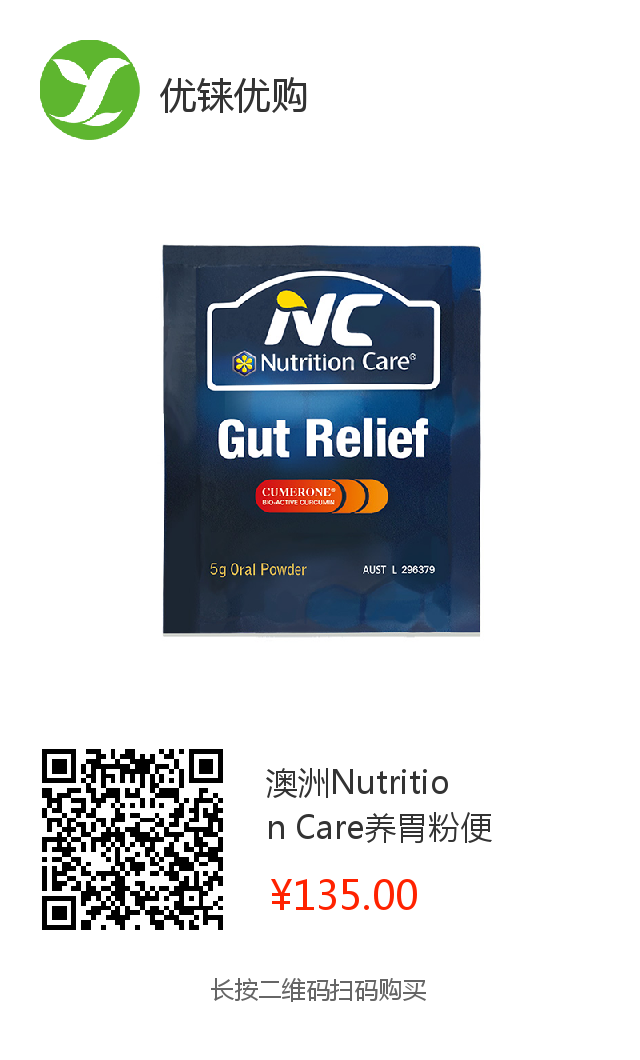 优铼优购
NC
Nutrition Care®
Gut Relief
CUMERONE®
BIO-ACTIVE CURCUMIN
5g Oral Powder
AUST L 296379
澳洲Nutritio
n Care养胃粉便
¥135.00
长按二维码扫码购买